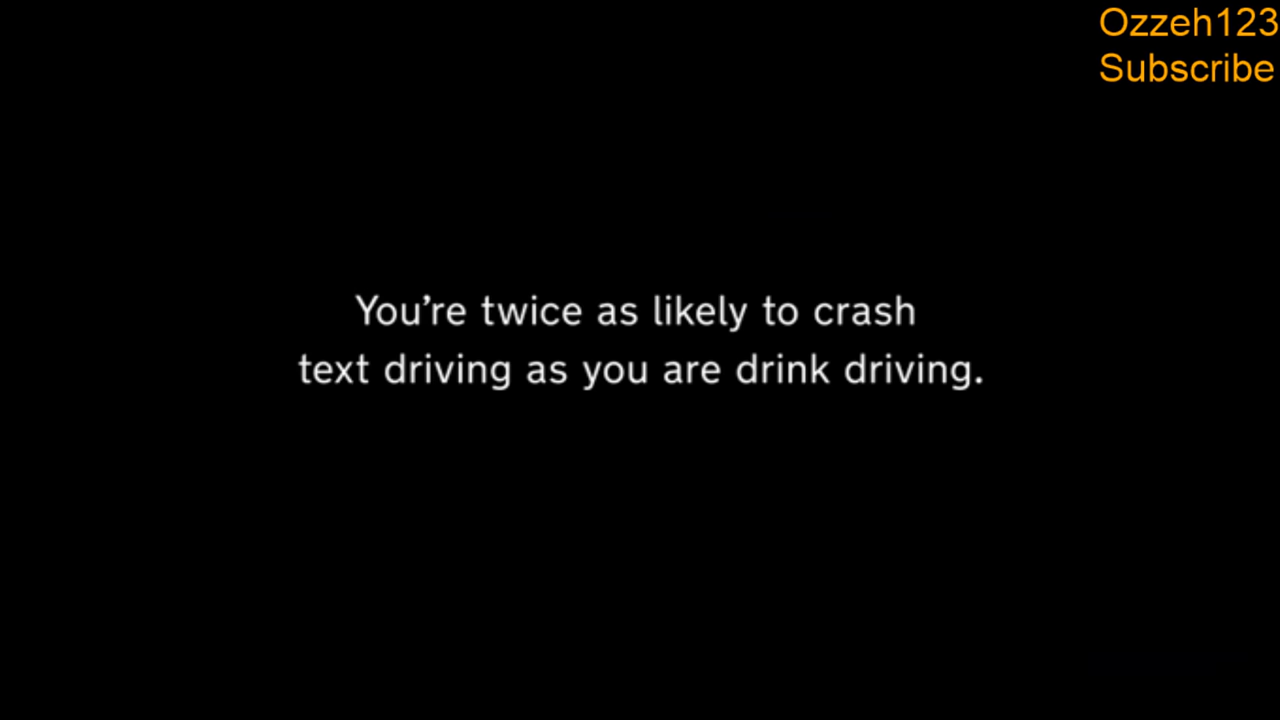 Ozzeh123
Subscribe
You’re twice as likely to crash
text driving as you are drink driving.